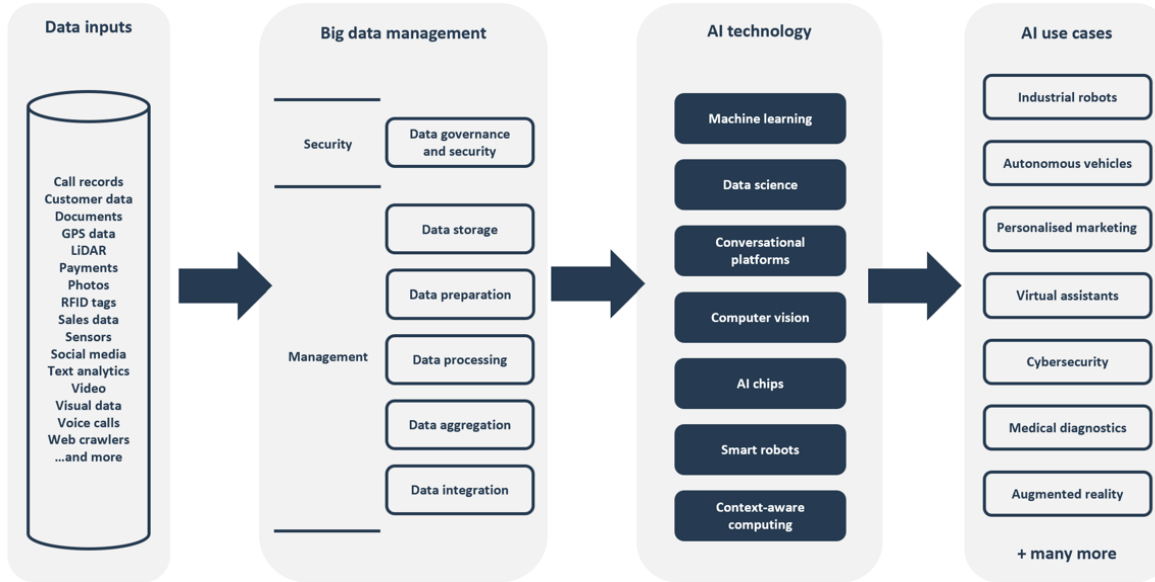 Data inputs
Call records
Customer data
Documents
GPS data
LiDAR
Payments
Photos
RFID tags
Sales data
Sensors
Social media
Text analytics
Video
Visual data
Voice calls
Web crawlers
...and more
Big data management
Security
Data governance
and security
Management
Data storage
Data preparation
Data processing
Data aggregation
Data integration
AI technology
Machine learning
Data science
Conversational
platforms
Computer vision
AI chips
Smart robots
Context-aware
computing
AI use cases
Industrial robots
Autonomous vehicles
Personalised marketing
Virtual assistants
Cybersecurity
Medical diagnostics
Augmented reality
+ many more